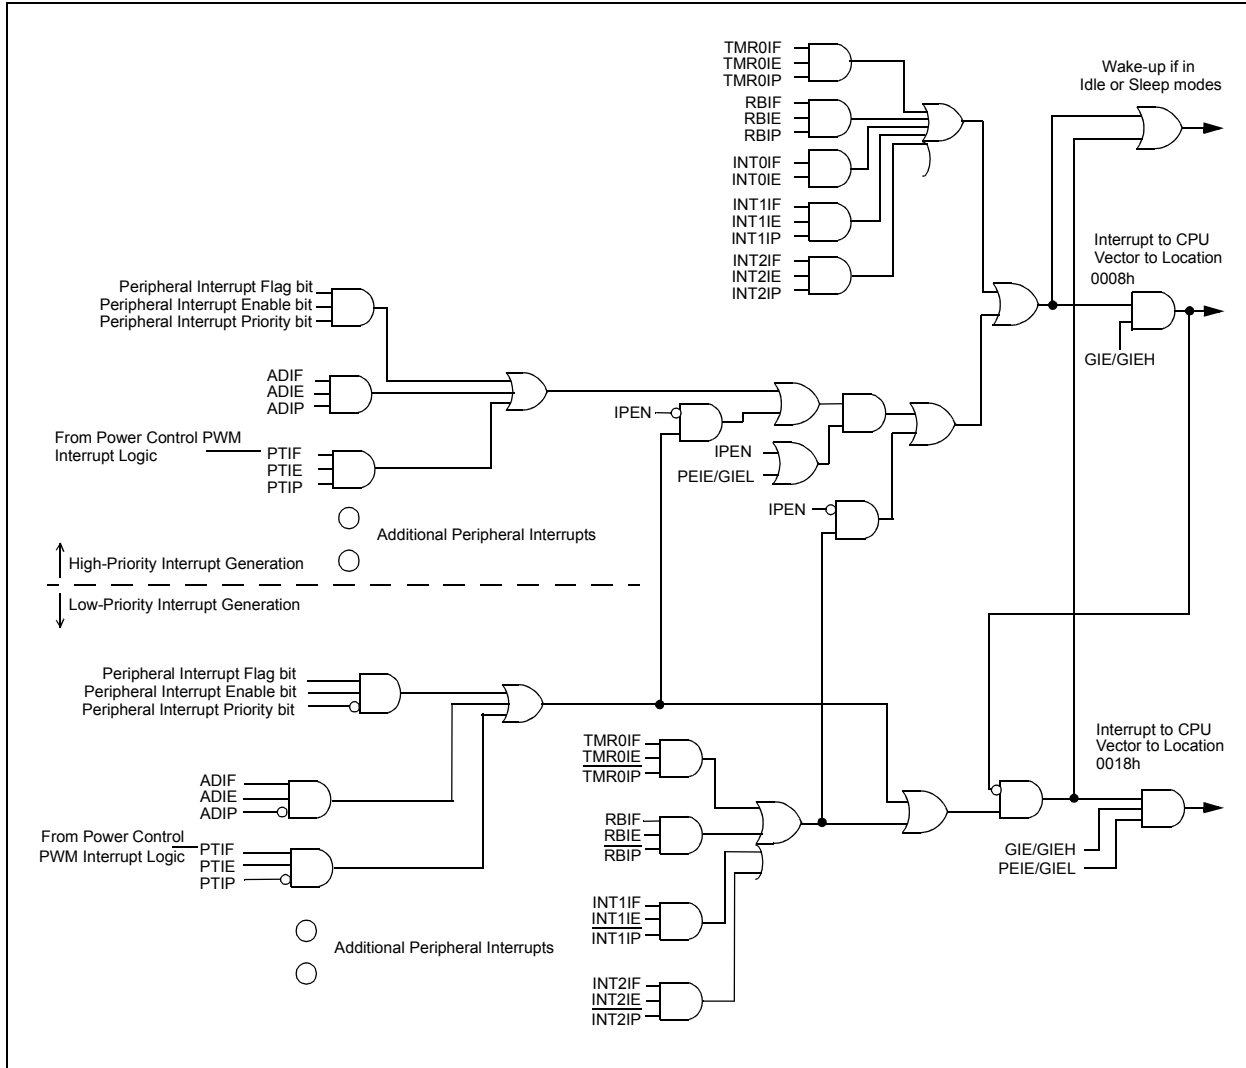 TMR0IF
TMR0IE
TMR0IP
RBIF
RBIE
RBIP
INT0IF
INT0IE
INT1IF
INT1IE
INT1IP
INT2IF
INT2IE
INT2IP
Wake-up if in
Idle or Sleep modes
Interrupt to CPU
Vector to Location
0008h
GIE/GIEH
Peripheral Interrupt Flag bit
Peripheral Interrupt Enable bit
Peripheral Interrupt Priority bit
ADIF
ADIE
ADIP
From Power Control PWM
Interrupt Logic
PTIF
PTIE
PTIP
Additional Peripheral Interrupts
IPEN
IPEN
PEIE/GIEL
IPEN
High-Priority Interrupt Generation
Low-Priority Interrupt Generation
Peripheral Interrupt Flag bit
Peripheral Interrupt Enable bit
Peripheral Interrupt Priority bit
ADIF
ADIE
ADIP
From Power Control
PWM Interrupt Logic
PTIF
PTIE
PTIP
Additional Peripheral Interrupts
TMR0IF
TMR0IE
TMR0IP
RBIF
RBIE
RBIP
INT1IF
INT1IE
INT1IP
INT2IF
INT2IE
INT2IP
Interrupt to CPU
Vector to Location
0018h
GIE/GIEH
PEIE/GIEL